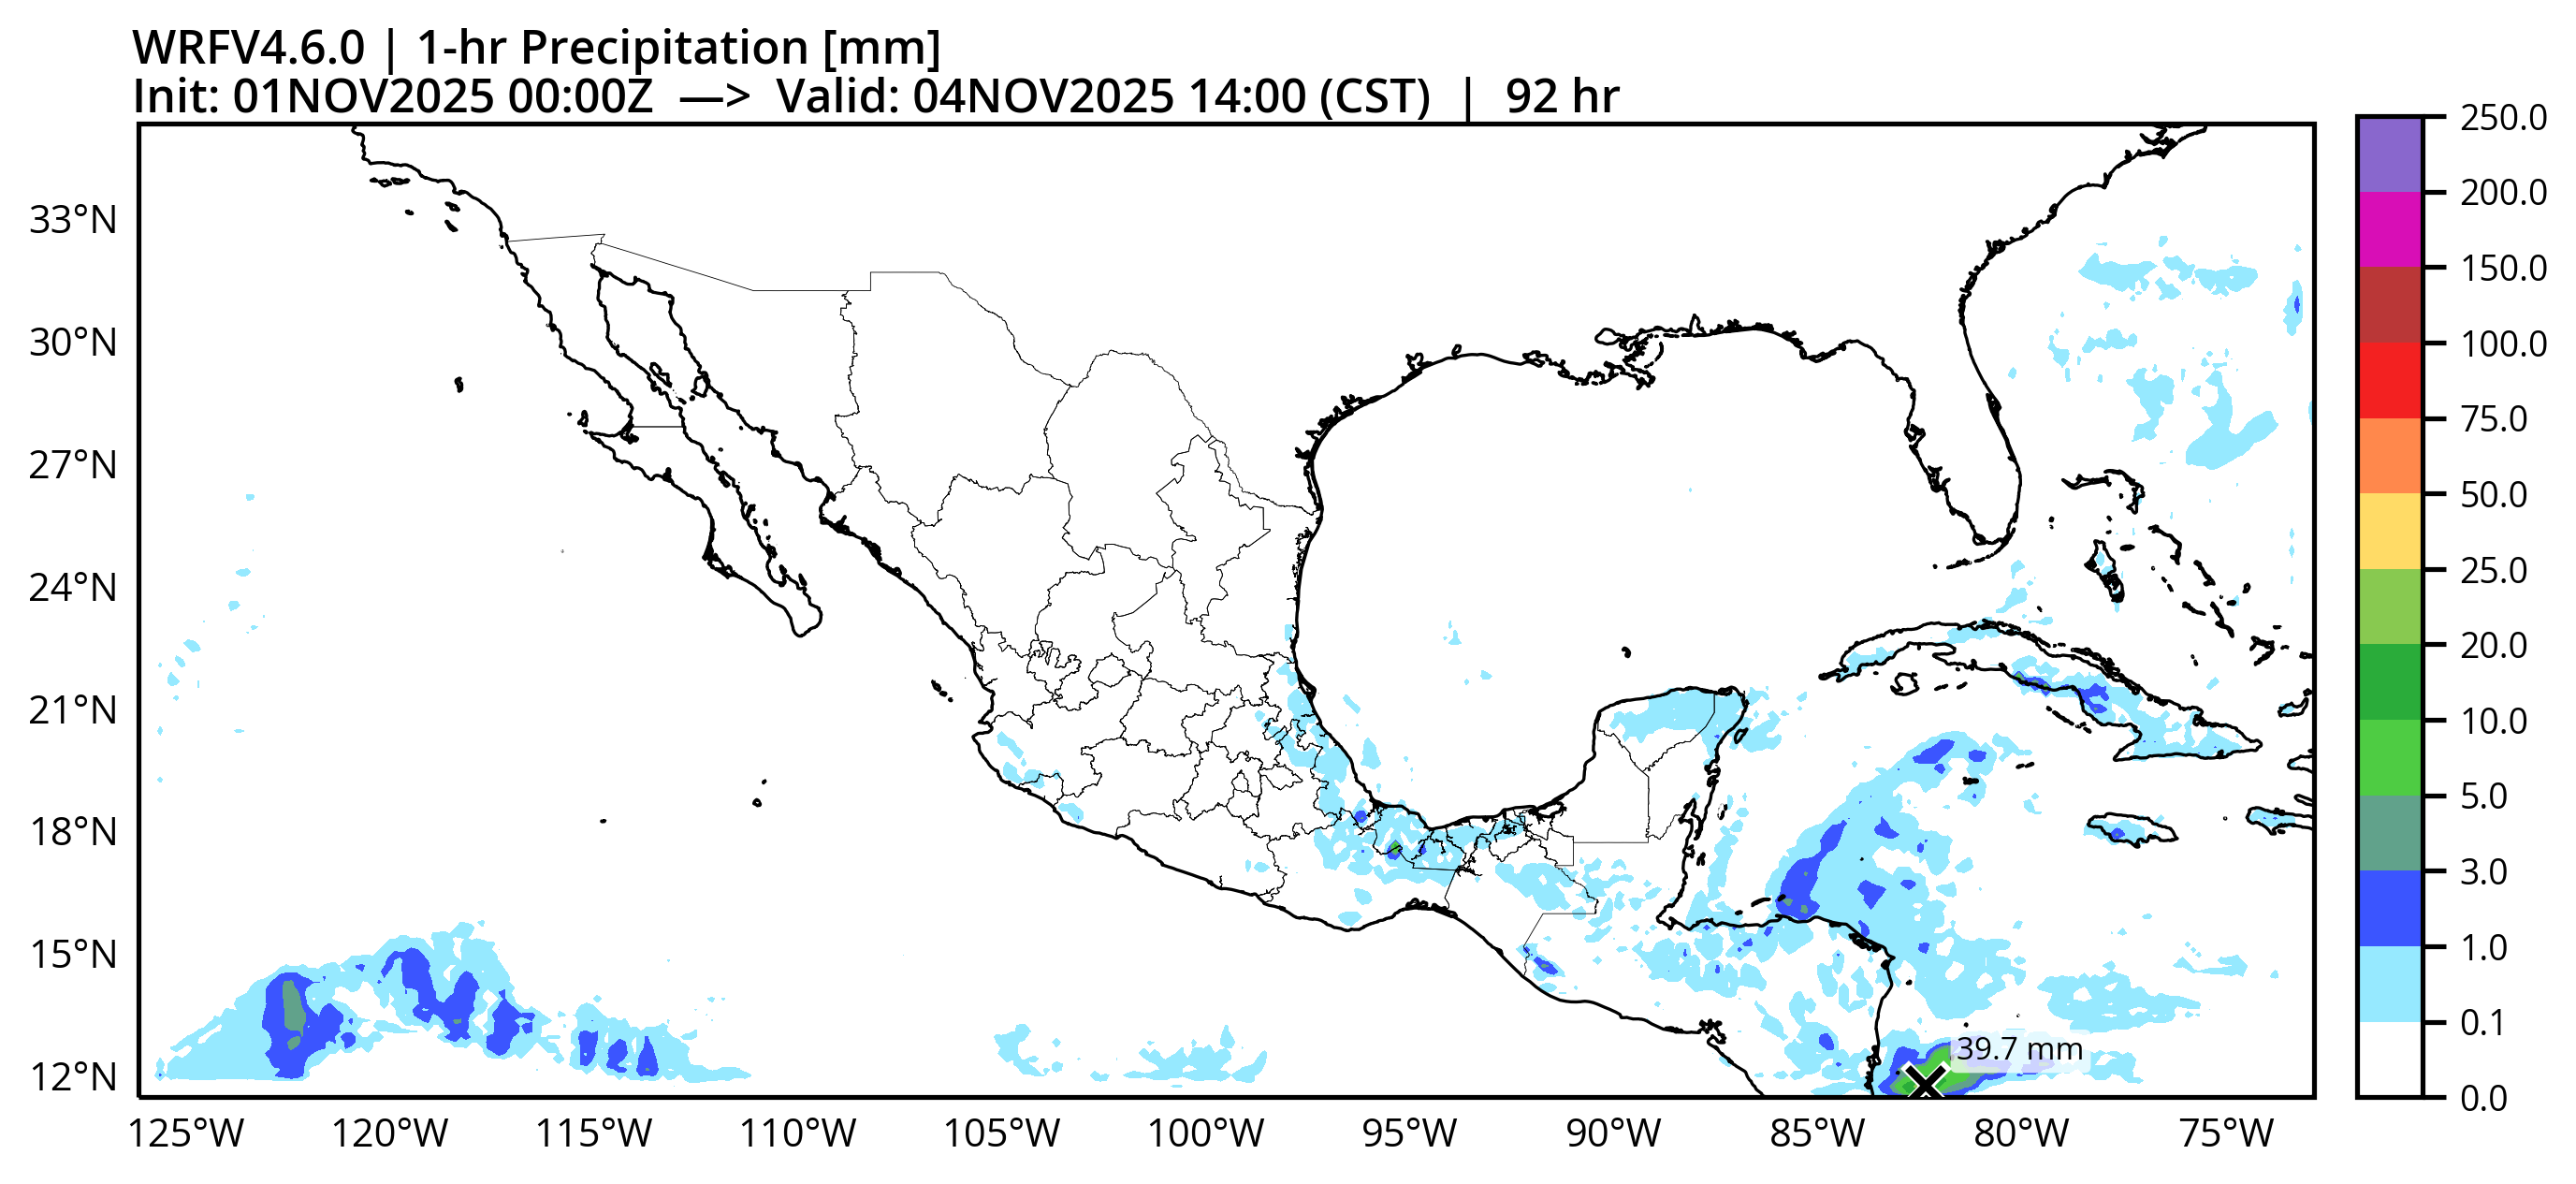 WRFV4.6.0 | 1-hr Precipitation [mm]
Init: 01NOV2025 00:00Z —> Valid: 04NOV2025 14:00 (CST) | 92 hr
33°N
30°N
27°N
24°N
21°N
18°N
15°N
12°N
125°W 120°W 115°W 110°W 105°W 100°W 95°W 90°W 85°W 80°W 75°W
39.7 mm
250.0
200.0
150.0
100.0
75.0
50.0
25.0
20.0
10.0
5.0
3.0
1.0
0.1
0.0